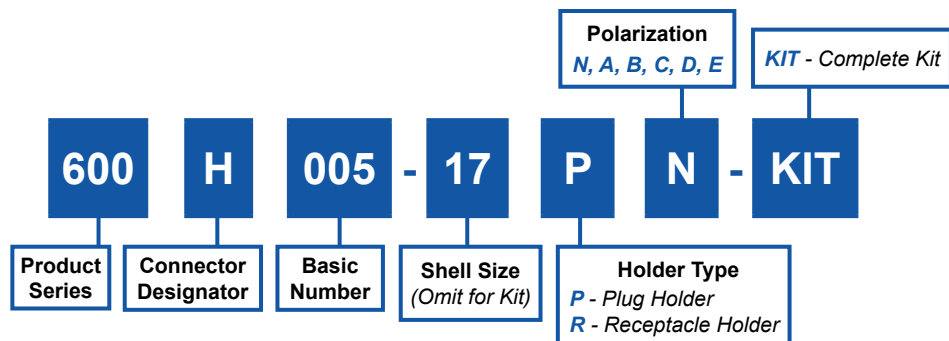 Polarization
N, A, B, C, D, E
KIT - Complete Kit
600 H 005 - 17 P N - KIT
Product
Series
Connector
Designator
Basic
Number
Shell Size
(Omit for Kit)
Holder Type
P - Plug Holder
R - Receptacle Holder